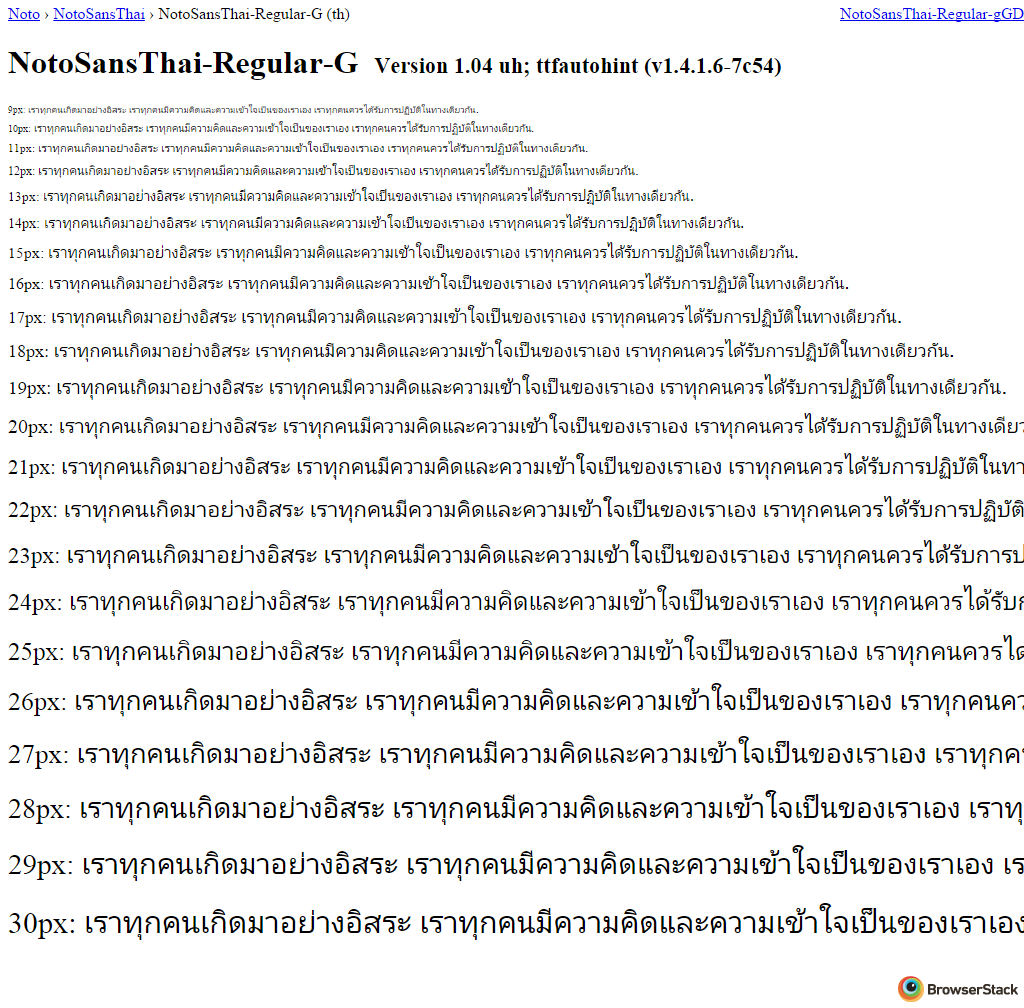 Noto › NotoSansThai › NotoSansThai-Regular-G (th) NotoSansThai-Regular-gGD
NotoSansThai-Regular-G Version 1.04 uh; ttfautohint (v1.4.1.6-7c54)
9px: เราทุกคนเกิดมาอย่างอิสระ เราทุกคนมีความคิดและความเข้าใจเป็นของเราเอง เราทุกคนควรได้รับการปฏิบัติในทางเดียวกัน.
10px: เราทุกคนเกิดมาอย่างอิสระ เราทุกคนมีความคิดและความเข้าใจเป็นของเราเอง เราทุกคนควรได้รับการปฏิบัติในทางเดียวกัน.
11px: เราทุกคนเกิดมาอย่างอิสระ เราทุกคนมีความคิดและความเข้าใจเป็นของเราเอง เราทุกคนควรได้รับการปฏิบัติในทางเดียวกัน.
12px: เราทุกคนเกิดมาอย่างอิสระ เราทุกคนมีความคิดและความเข้าใจเป็นของเราเอง เราทุกคนควรได้รับการปฏิบัติในทางเดียวกัน.
13px: เราทุกคนเกิดมาอย่างอิสระ เราทุกคนมีความคิดและความเข้าใจเป็นของเราเอง เราทุกคนควรได้รับการปฏิบัติในทางเดียวกัน.
14px: เราทุกคนเกิดมาอย่างอิสระ เราทุกคนมีความคิดและความเข้าใจเป็นของเราเอง เราทุกคนควรได้รับการปฏิบัติในทางเดียวกัน.
15px: เราทุกคนเกิดมาอย่างอิสระ เราทุกคนมีความคิดและความเข้าใจเป็นของเราเอง เราทุกคนควรได้รับการปฏิบัติในทางเดียวกัน.
16px: เราทุกคนเกิดมาอย่างอิสระ เราทุกคนมีความคิดและความเข้าใจเป็นของเราเอง เราทุกคนควรได้รับการปฏิบัติในทางเดียวกัน.
17px: เราทุกคนเกิดมาอย่างอิสระ เราทุกคนมีความคิดและความเข้าใจเป็นของเราเอง เราทุกคนควรได้รับการปฏิบัติในทางเดียวกัน.
18px: เราทุกคนเกิดมาอย่างอิสระ เราทุกคนมีความคิดและความเข้าใจเป็นของเราเอง เราทุกคนควรได้รับการปฏิบัติในทางเดียวกัน.
19px: เราทุกคนเกิดมาอย่างอิสระ เราทุกคนมีความคิดและความเข้าใจเป็นของเราเอง เราทุกคนควรได้รับการปฏิบัติในทางเดียวกัน.
20px: เราทุกคนเกิดมาอย่างอิสระ เราทุกคนมีความคิดและความเข้าใจเป็นของเราเอง เราทุกคนควรได้รับการปฏิบัติในทางเดีย
21px: เราทุกคนเกิดมาอย่างอิสระ เราทุกคนมีความคิดและความเข้าใจเป็นของเราเอง เราทุกคนควรได้รับการปฏิบัติในทา
22px: เราทุกคนเกิดมาอย่างอิสระ เราทุกคนมีความคิดและความเข้าใจเป็นของเราเอง เราทุกคนควรได้รับการปฏิบัติ
23px: เราทุกคนเกิดมาอย่างอิสระ เราทุกคนมีความคิดและความเข้าใจเป็นของเราเอง เราทุกคนควรได้รับการป
24px: เราทุกคนเกิดมาอย่างอิสระ เราทุกคนมีความคิดและความเข้าใจเป็นของเราเอง เราทุกคนควรได้รับ
25px: เราทุกคนเกิดมาอย่างอิสระ เราทุกคนมีความคิดและความเข้าใจเป็นของเราเอง เราทุกคนควรได้
26px: เราทุกคนเกิดมาอย่างอิสระ เราทุกคนมีความคิดและความเข้าใจเป็นของเราเอง เราทุกคนคว
27px: เราทุกคนเกิดมาอย่างอิสระ เราทุกคนมีความคิดและความเข้าใจเป็นของเราเอง เราทุกค
28px: เราทุกคนเกิดมาอย่างอิสระ เราทุกคนมีความคิดและความเข้าใจเป็นของเราเอง เราทุ
29px: เราทุกคนเกิดมาอย่างอิสระ เราทุกคนมีความคิดและความเข้าใจเป็นของเราเอง เร
30px: เราทุกคนเกิดมาอย่างอิสระ เราทุกคนมีความคิดและความเข้าใจเป็นของเราเอง
BrowserStack